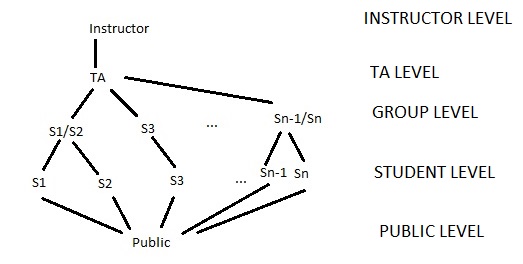 Instructor INSTRUCTOR LEVEL
TA TA LEVEL
S1/S2 S3 ... Sn-1/Sn GROUP LEVEL
S1 S2 S3 ... Sn-1 Sn STUDENT LEVEL
Public PUBLIC LEVEL